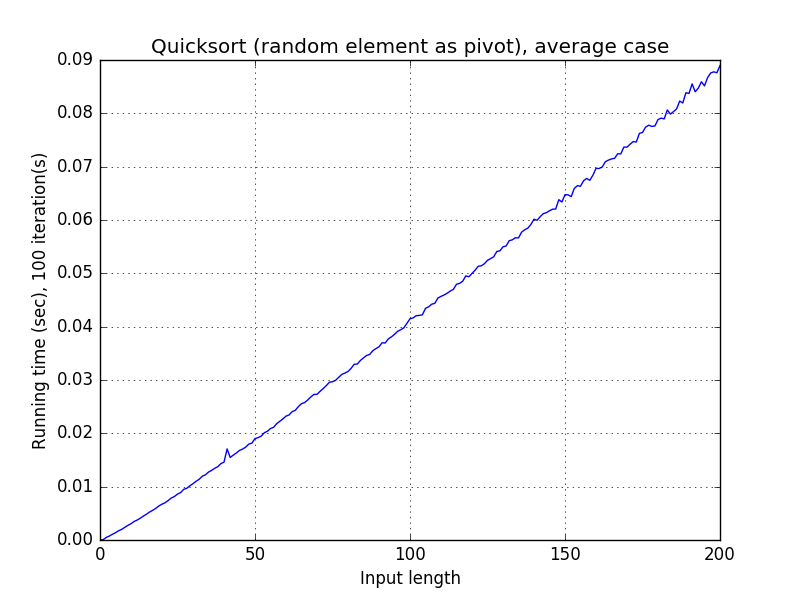 Quicksort (random element as pivot), average case
0.09
0.08
0.07
0.06
0.05
0.04
0.03
0.02
0.01
0.00
Running time (sec), 100 iteration(s)
0 50 100 150 200
Input length